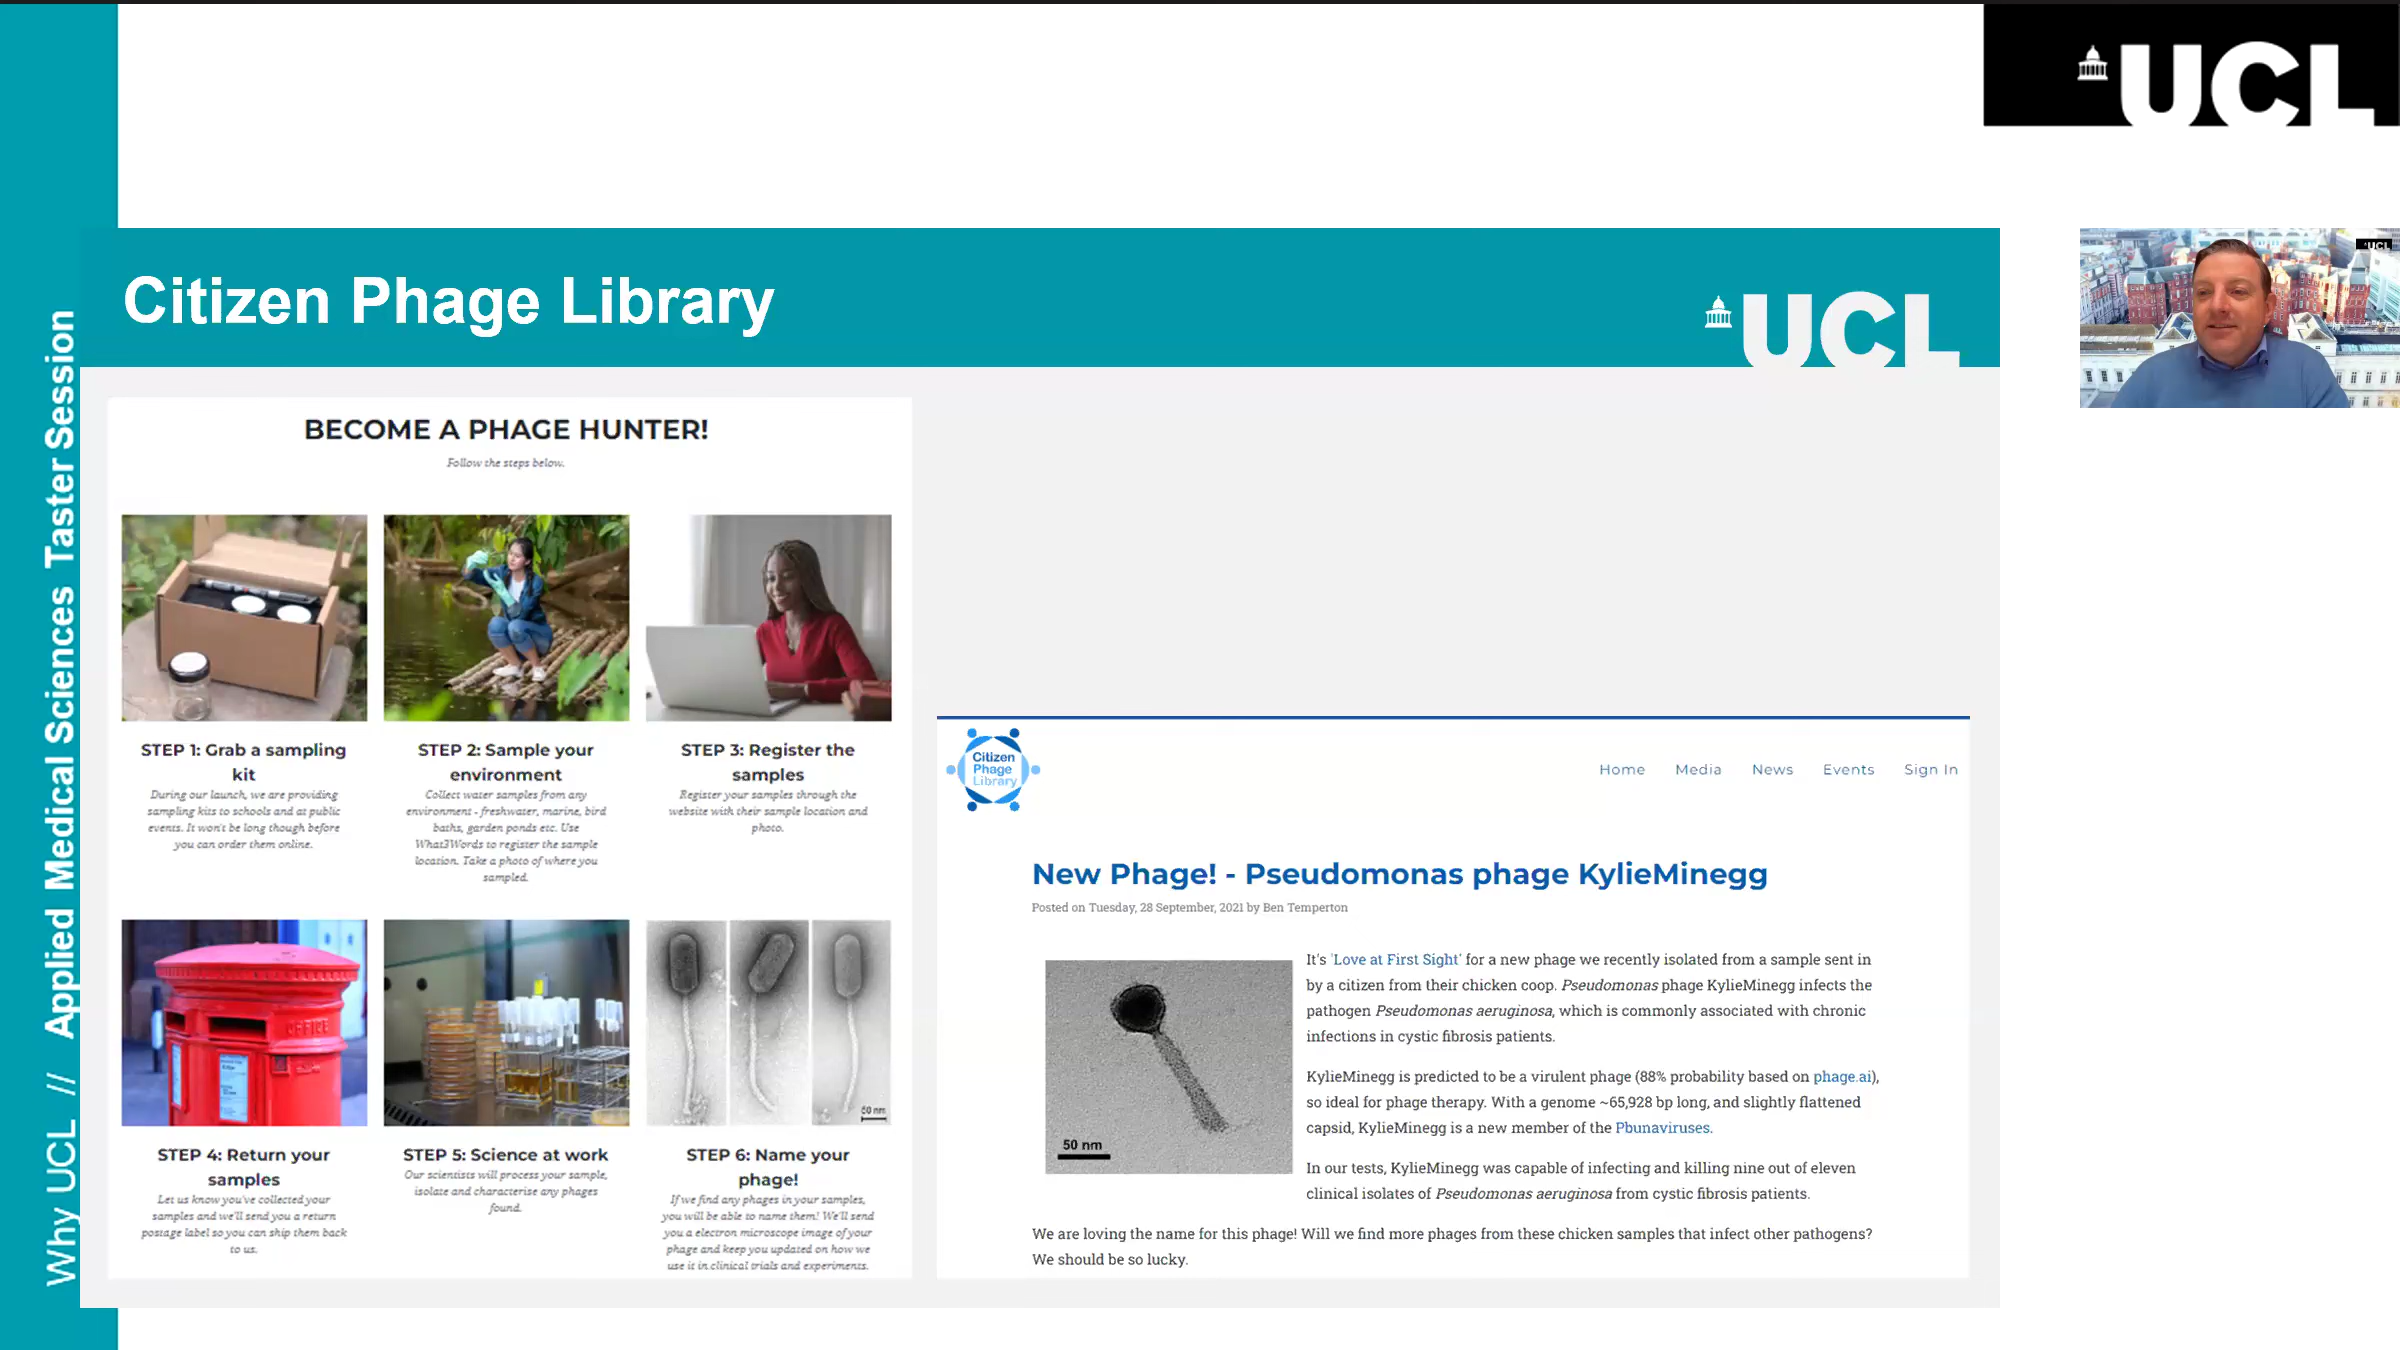 UCL
Why UCL // Applied Medical Sciences Taster Session
Citizen Phage Library
UCL
UCL
BECOME A PHAGE HUNTER!
Follow the steps below.
STEP 1: Grab a sampling
kit
During our launch, we are providing
sampling kits to schools and at public
events. It won't be long though before
you can order them online.
STEP 2: Sample your
environment
Collect water samples from any
environment - freshwater, marine, bird
baths, garden ponds etc. Use
What3Words to register the sample
location. Take a photo of where you
sampled.
STEP 3: Register the
samples
Register your samples through the
website with their sample location and
photo.
OFFICE
50 nm
STEP 4: Return your
samples
Let us know you've collected your
samples and we'll send you a return
postage label so you can ship them back
to us.
STEP 5: Science at work
Our scientists will process your sample,
isolate and characterise any phages
found.
STEP 6: Name your
phage!
If we find any phages in your samples,
you will be able to name them! We'll send
you a electron microscope image of your
phage and keep you updated on how we
use it in clinical trials and experiments.
Citizen
Phage
Library
Home Media News Events Sign In
New Phage! - Pseudomonas phage KylieMinegg
Posted on Tuesday, 28 September, 2021 by Ben Temperton
50 nm
It's 'Love at First Sight' for a new phage we recently isolated from a sample sent in
by a citizen from their chicken coop. Pseudomonas phage KylieMinegg infects the
pathogen Pseudomonas aeruginosa, which is commonly associated with chronic
infections in cystic fibrosis patients.
KylieMinegg is predicted to be a virulent phage (88% probability based on phage.ai),
so ideal for phage therapy. With a genome ~65,928 bp long, and slightly flattened
capsid, KylieMinegg is a new member of the Pbunaviruses.
In our tests, KylieMinegg was capable of infecting and killing nine out of eleven
clinical isolates of Pseudomonas aeruginosa from cystic fibrosis patients.
We are loving the name for this phage! Will we find more phages from these chicken samples that infect other pathogens?
We should be so lucky.